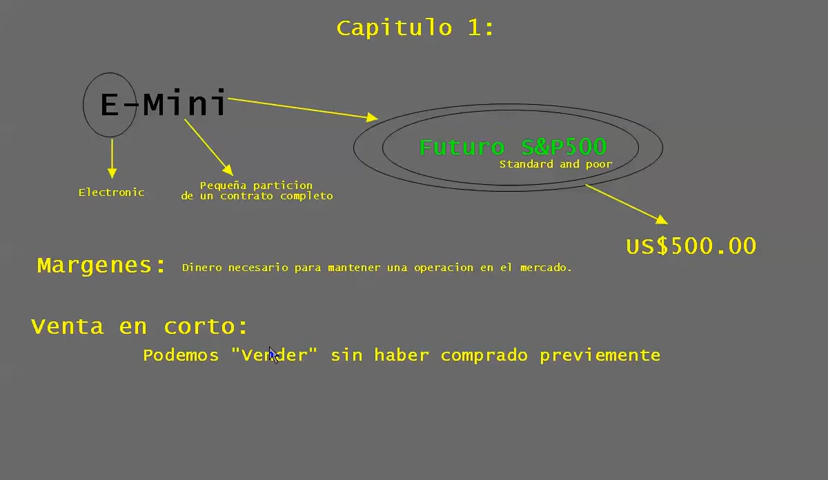 Capitulo 1:
E-Mini
Futuro S&P500
Standard and poor
Electronic
Pequeña particion
de un contrato completo
US$500.00
Margenes: Dinero necesario para mantener una operacion en el mercado.
Venta en corto:
Podemos "Vender" sin haber comprado previemente